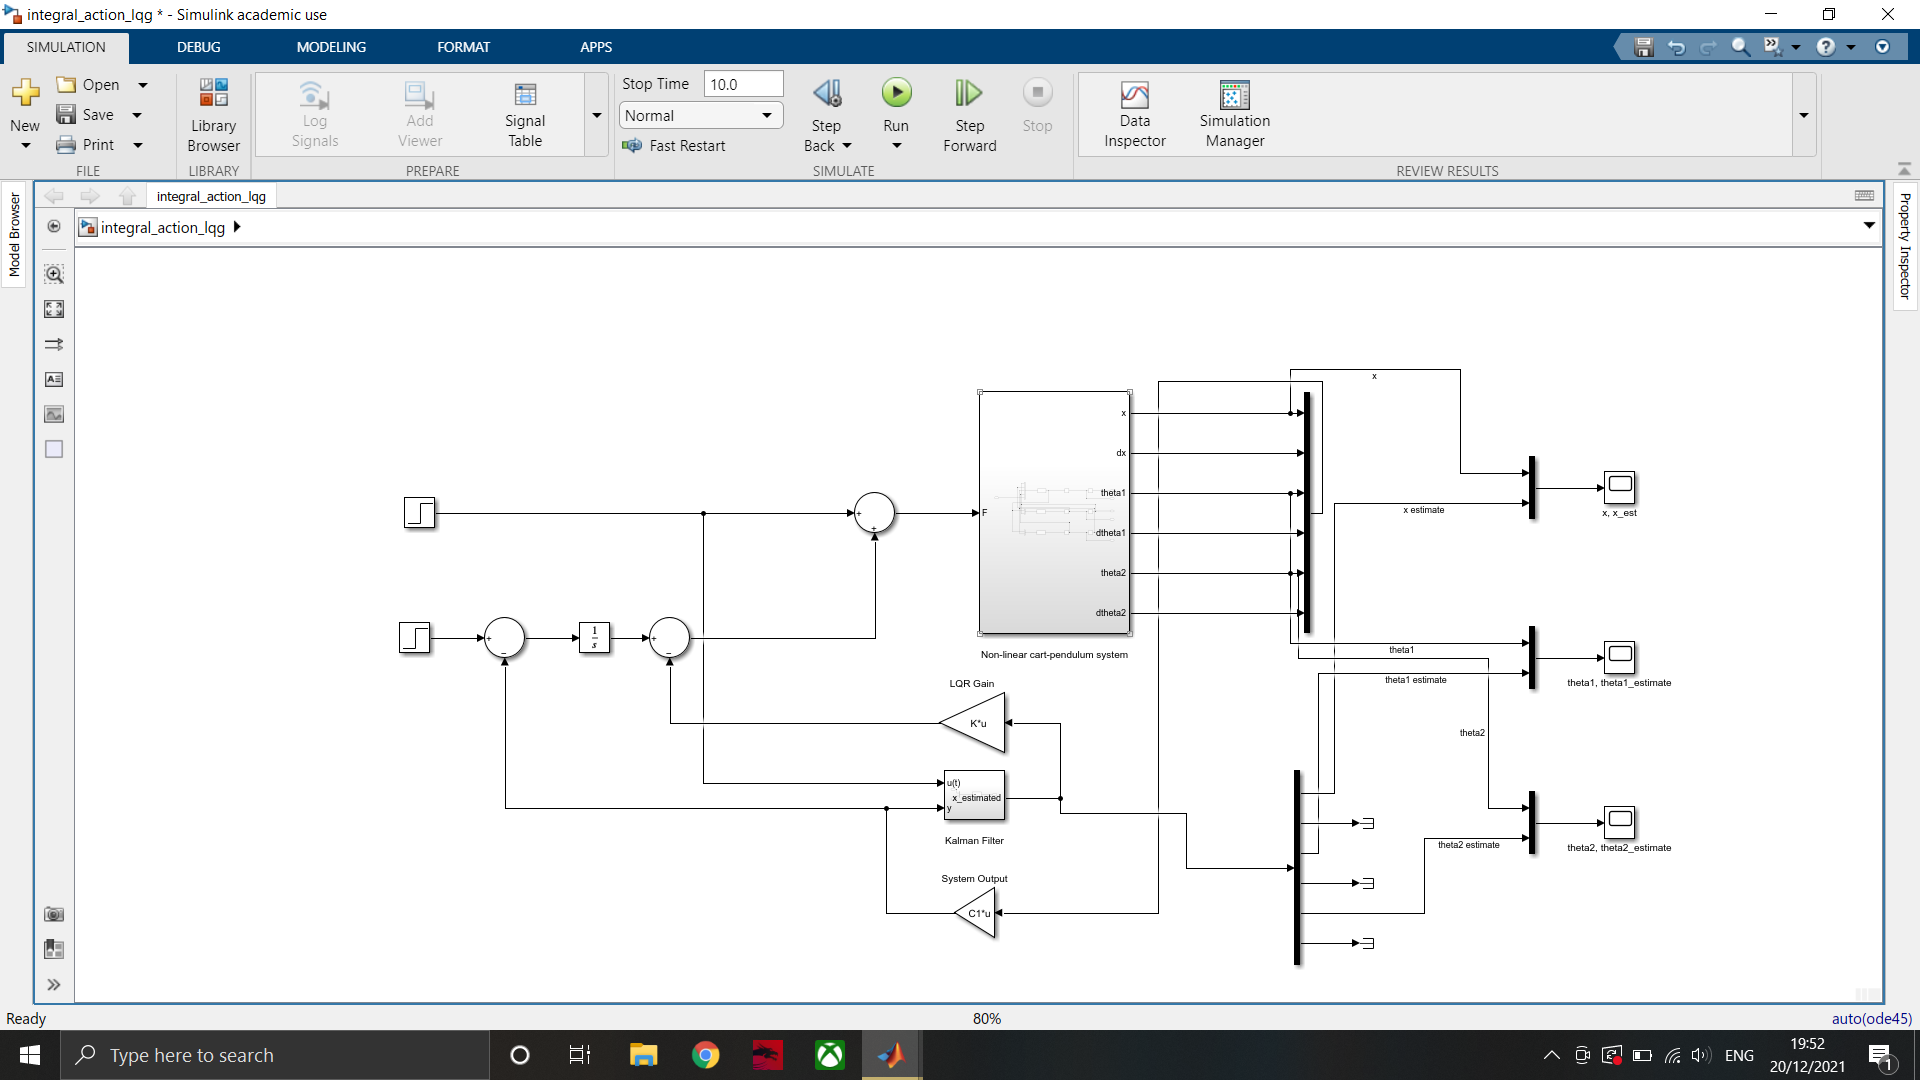 integral_action_lqg * - Simulink academic use
SIMULATION DEBUG MODELING FORMAT APPS
New
Open
Save
Print
FILE
Library Browser
LIBRARY
Log Signals
Add Viewer
Signal Table
PREPARE
Stop Time 10.0
Normal
Fast Restart
Step Back
Run
Step Forward
Stop
SIMULATE
Data Inspector
Simulation Manager
REVIEW RESULTS
Model Browser
Property Inspector
integral_action_lqg
integral_action_lqg
x
x
dx
theta1
F
dtheta1
theta2
dtheta2
Non-linear cart-pendulum system
x estimate
x, x_est
1
s
theta1
theta1 estimate
theta1, theta1_estimate
LQR Gain
K*u
theta2
u(t)
x_estimated
y
Kalman Filter
theta2 estimate
theta2, theta2_estimate
System Output
C1*u
Ready
80%
auto(ode45)
Type here to search
ENG
19:52
20/12/2021
1